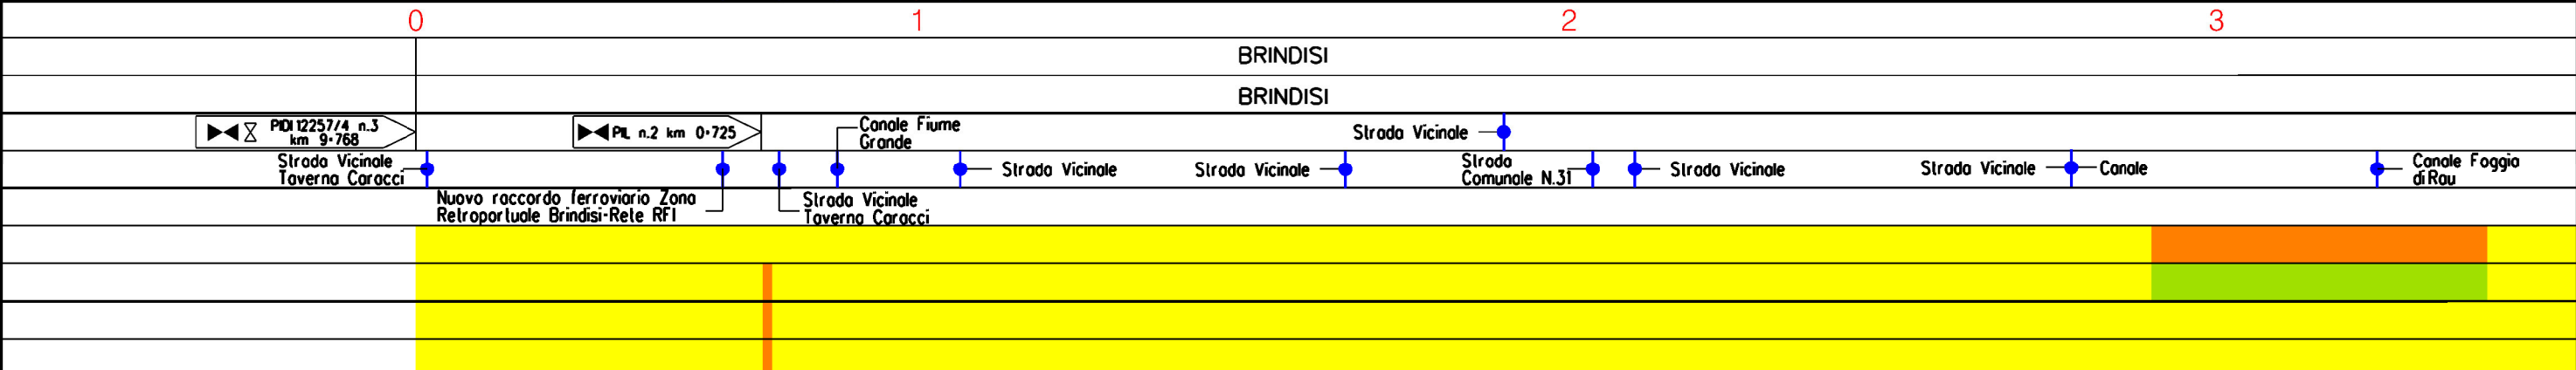 0 1 2 3
BRINDISI
BRINDISI
PIDI 12257/4 n.3
km 9+768
PIL n.2 km 0+725
Canale Fiume
Grande
Strada Vicinale
Strada Vicinale
Taverna Caracci
Strada Vicinale
Strada Vicinale
Strada
Comunale N.31
Strada Vicinale
Strada Vicinale
Canale
Canale Foggia
di Rau
Nuovo raccordo ferroviario Zona
Retroportuale Brindisi-Rete RFI
Strada Vicinale
Taverna Caracci